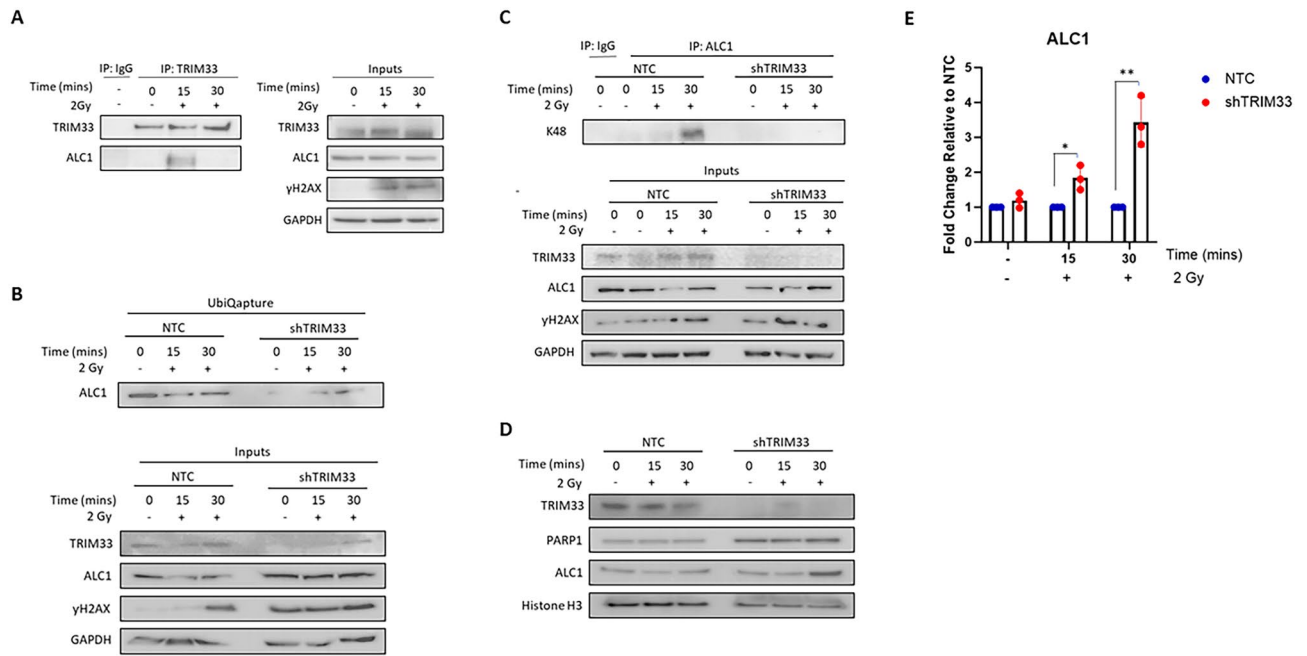 A
IP: IgG IP: TRIM33
Time (mins) - 0 15 30
2Gy - - + +
TRIM33
ALC1
Inputs
0 15 30
- + +
TRIM33
ALC1
γH2AX
GAPDH
B
UbiQapture
NTC shTRIM33
Time (mins) 0 15 30 0 15 30
2 Gy - + + - + +
ALC1
Inputs
NTC shTRIM33
Time (mins) 0 15 30 0 15 30
2 Gy - + + - + +
TRIM33
ALC1
γH2AX
GAPDH
C
IP: IgG IP: ALC1
NTC shTRIM33
Time (mins) 0 0 15 30 0 15 30
2 Gy - - + + - + +
K48
Inputs
NTC shTRIM33
Time (mins) - 0 15 30 0 15 30
2 Gy - - + + - + +
TRIM33
ALC1
γH2AX
GAPDH
D
NTC shTRIM33
Time (mins) 0 15 30 0 15 30
2 Gy - + + - + +
TRIM33
PARP1
ALC1
Histone H3
E
ALC1
Fold Change Relative to NTC
5
4
3
2
1
0
* **
NTC
shTRIM33
- 15 30 Time (mins)
- + + 2 Gy